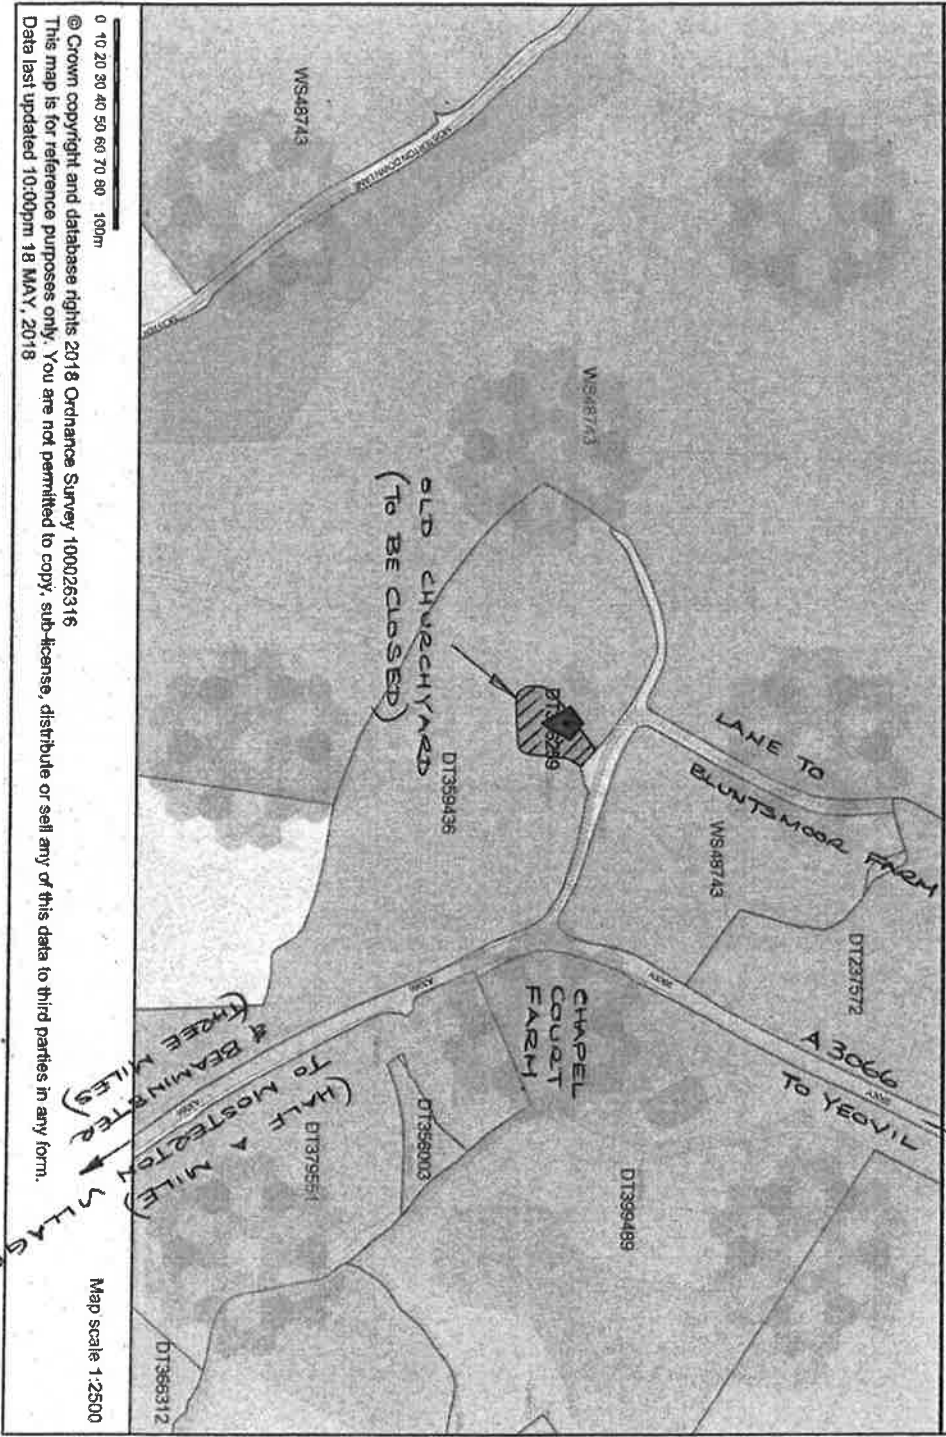 WS48743
MOSTERTON DOWN LANE
WS48743
LANE TO
BLUNTSMOOR FARM
WS48743
DT237572
A 3066
TO YEOVIL
OLD CHURCHYARD
(TO BE CLOSED)
DT359436
CHAPEL
COURT
FARM
DT399489
DT356003
DT379551
(HALF MILE)
TO MOSTERTON
& BEAMINSTER
(THREE MILES)
DT366312
0 10 20 30 40 50 60 70 80 100m
Map scale 1:2500
© Crown copyright and database rights 2018 Ordnance Survey 100026316
This map is for reference purposes only. You are not permitted to copy, sub-license, distribute or sell any of this data to third parties in any form.
Data last updated 10:00pm 18 MAY, 2018